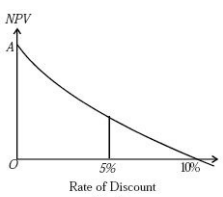 NPV
A
O
5%
10%
Rate of Discount